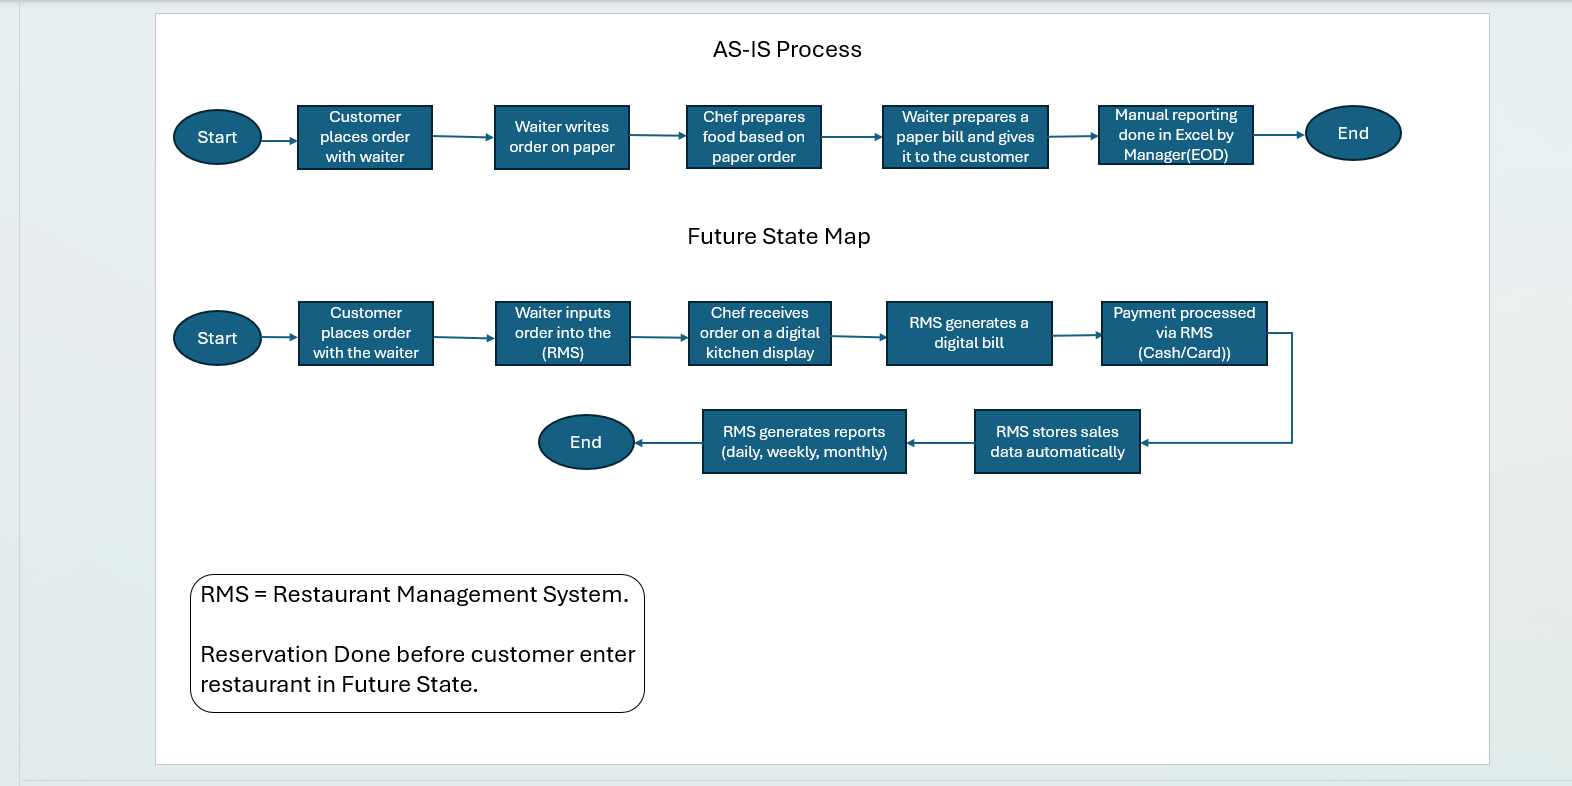 AS-IS Process
Start
Customer
places order
with waiter
Waiter writes
order on paper
Chef prepares
food based on
paper order
Waiter prepares a
paper bill and gives
it to the customer
Manual reporting
done in Excel by
Manager(EOD)
End
Future State Map
Start
Customer
places order
with the waiter
Waiter inputs
order into the
(RMS)
Chef receives
order on a digital
kitchen display
RMS generates a
digital bill
Payment processed
via RMS
(Cash/Card))
RMS stores sales
data automatically
RMS generates reports
(daily, weekly, monthly)
End
RMS = Restaurant Management System.
Reservation Done before customer enter
restaurant in Future State.